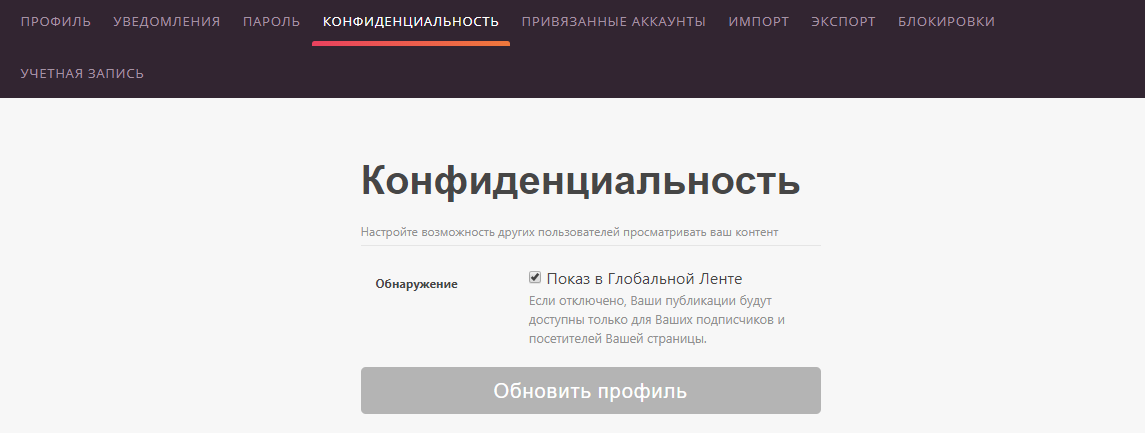 ПРОФИЛЬ УВЕДОМЛЕНИЯ ПАРОЛЬ КОНФИДЕНЦИАЛЬНОСТЬ ПРИВЯЗАННЫЕ АККАУНТЫ ИМПОРТ ЭКСПОРТ БЛОКИРОВКИ
УЧЕТНАЯ ЗАПИСЬ
Конфиденциальность
Настройте возможность других пользователей просматривать ваш контент
Обнаружение
Показ в Глобальной Ленте
Если отключено, Ваши публикации будут
доступны только для Ваших подписчиков и
посетителей Вашей страницы.
Обновить профиль